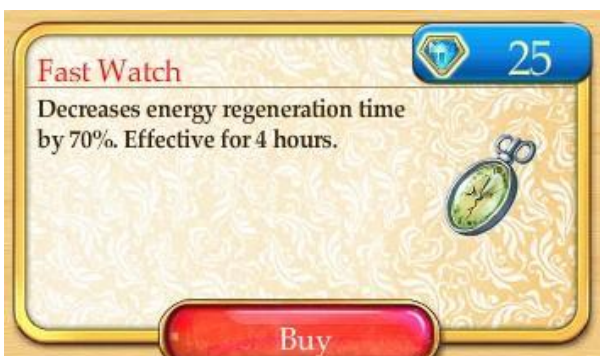 25
Fast Watch
Decreases energy regeneration time
by 70%. Effective for 4 hours.
Buy